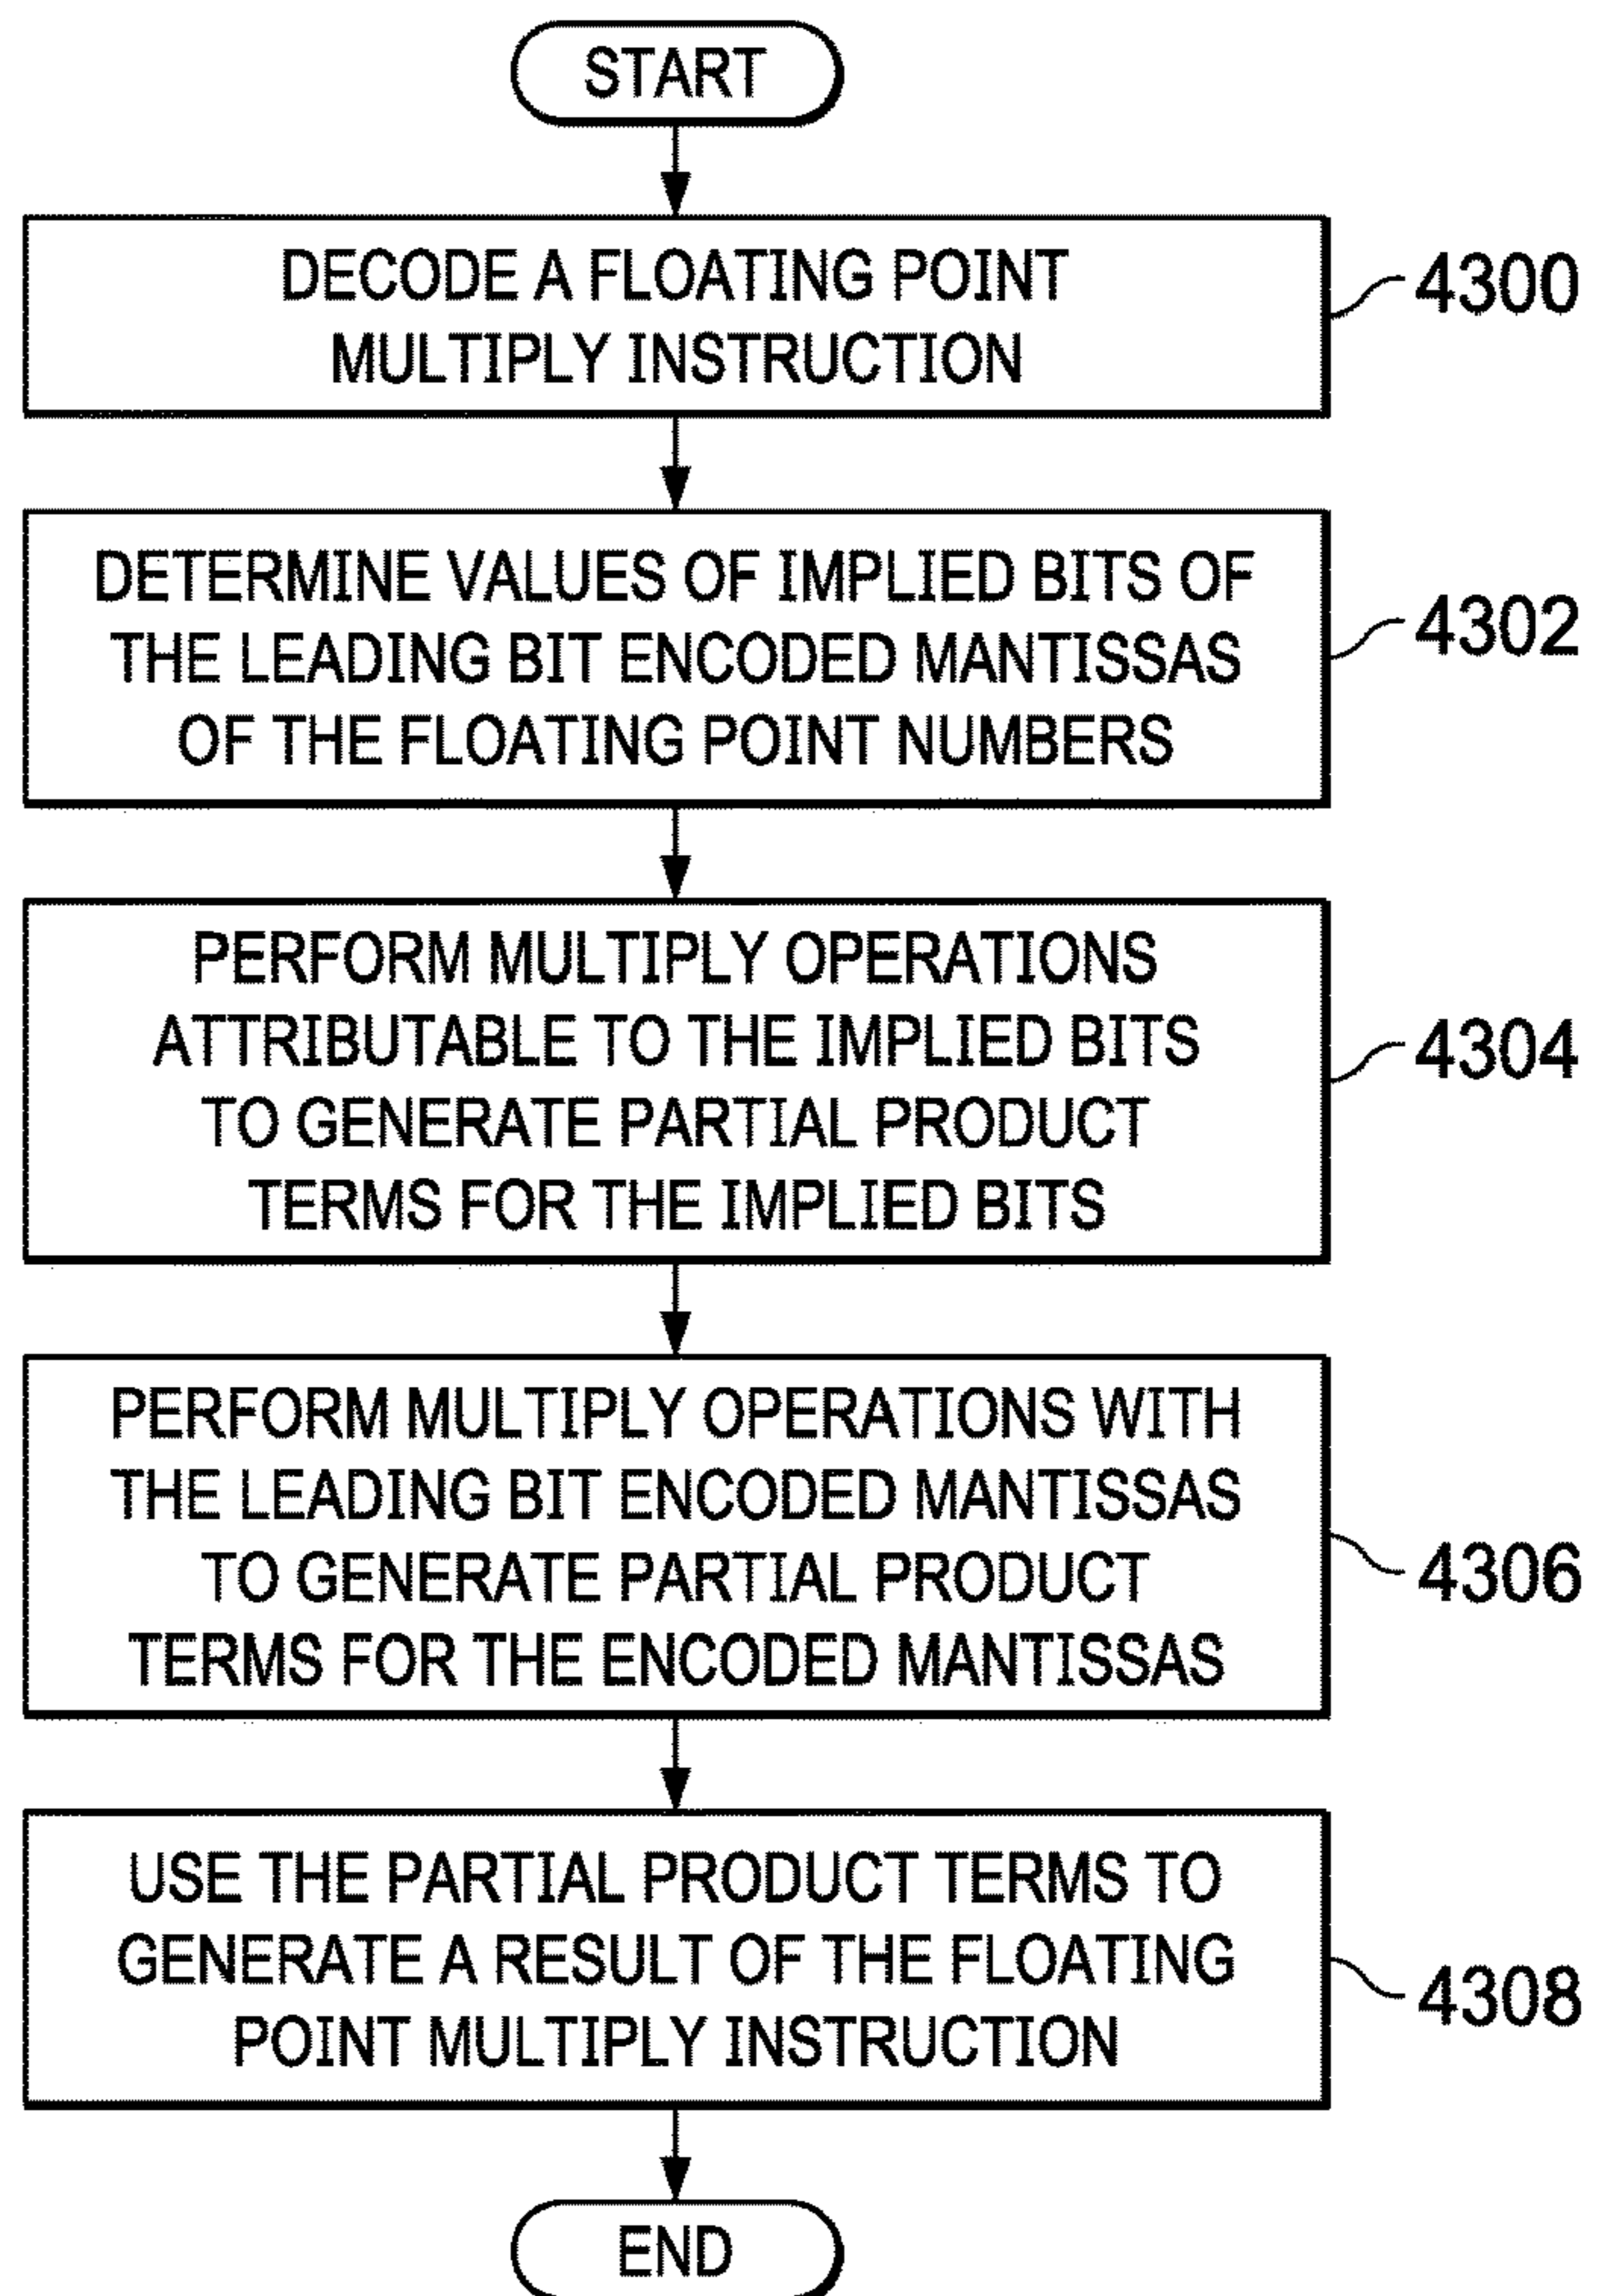 START
DECODE A FLOATING POINT
MULTIPLY INSTRUCTION
4300
DETERMINE VALUES OF IMPLIED BITS OF
THE LEADING BIT ENCODED MANTISSAS
OF THE FLOATING POINT NUMBERS
4302
PERFORM MULTIPLY OPERATIONS
ATTRIBUTABLE TO THE IMPLIED BITS
TO GENERATE PARTIAL PRODUCT
TERMS FOR THE IMPLIED BITS
4304
PERFORM MULTIPLY OPERATIONS WITH
THE LEADING BIT ENCODED MANTISSAS
TO GENERATE PARTIAL PRODUCT
TERMS FOR THE ENCODED MANTISSAS
4306
USE THE PARTIAL PRODUCT TERMS TO
GENERATE A RESULT OF THE FLOATING
POINT MULTIPLY INSTRUCTION
4308
END